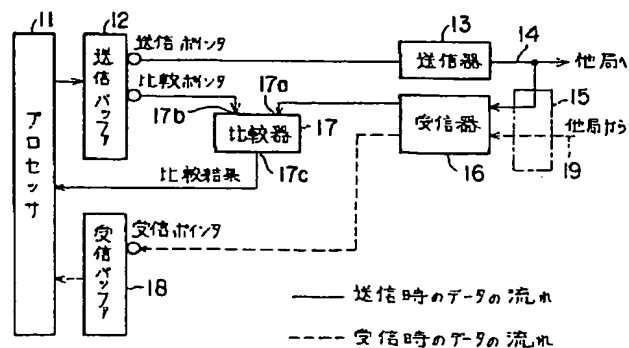 11
12
13
14
送信ポインタ
送信バッファ
送信器
他局へ
比較ポインタ
17a
15
17b
比較器
17
受信器
他局から
プロセッサ
17c
16
19
比較結果
受信ポインタ
受信バッファ
18
送信時のデータの流れ
受信時のデータの流れ